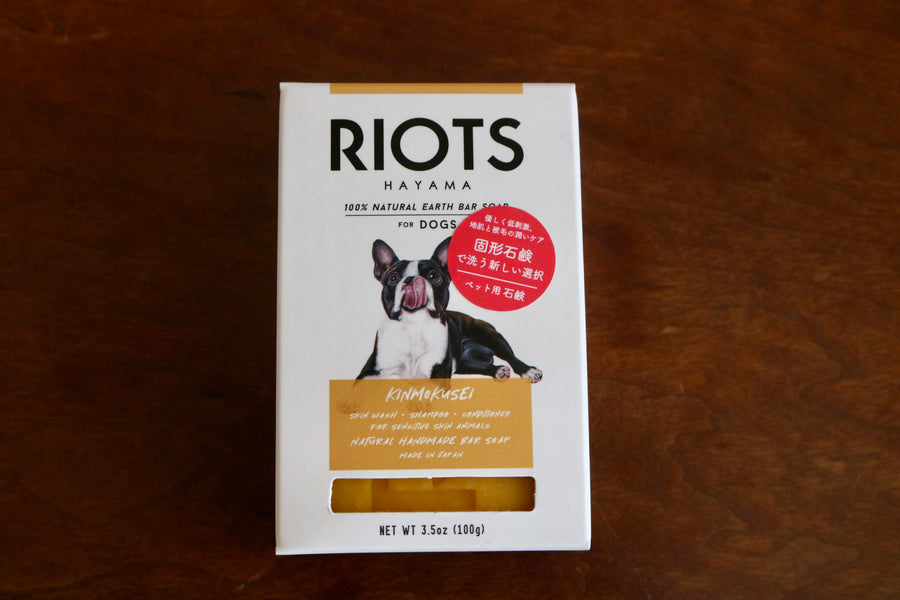 RIOTS
HAYAMA
100% NATURAL EARTH BAR SOAP
FOR DOGS
優しく低刺激。
地肌と被毛の潤いケア
固形石鹸
で洗う新しい選択
ペット用 石鹸
KINMOKUSEI
SKIN WASH - SHAMPOO - CONDITIONER
FOR SENSITIVE SKIN ANIMALS
NATURAL HANDMADE BAR SOAP
MADE IN JAPAN
NET WT 3.5oz (100g)